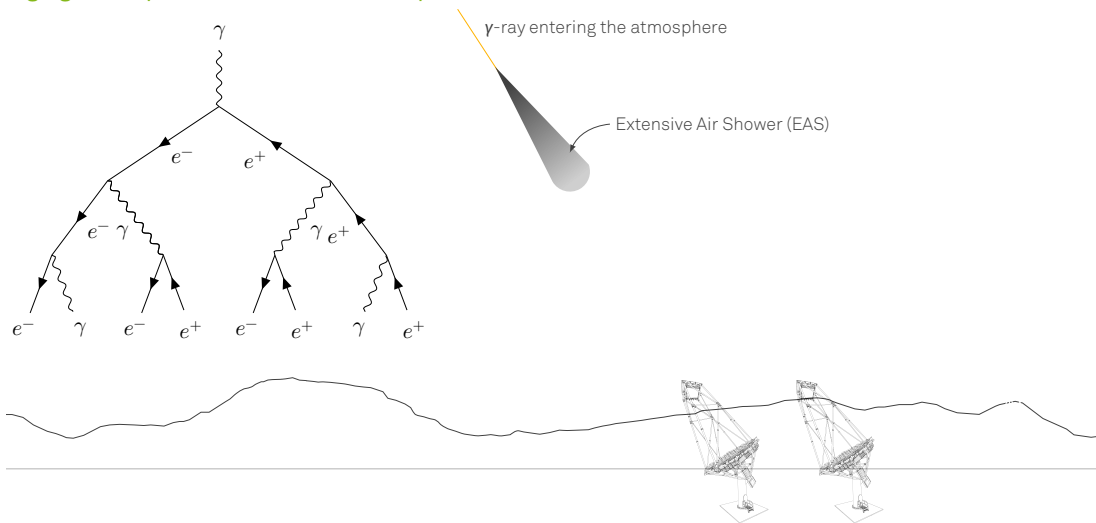 γ
γ-ray entering the atmosphere
Extensive Air Shower (EAS)
e⁻ e⁺
e⁻ γ γ e⁺
e⁻ γ e⁻ e⁺ e⁻ e⁺ γ e⁺